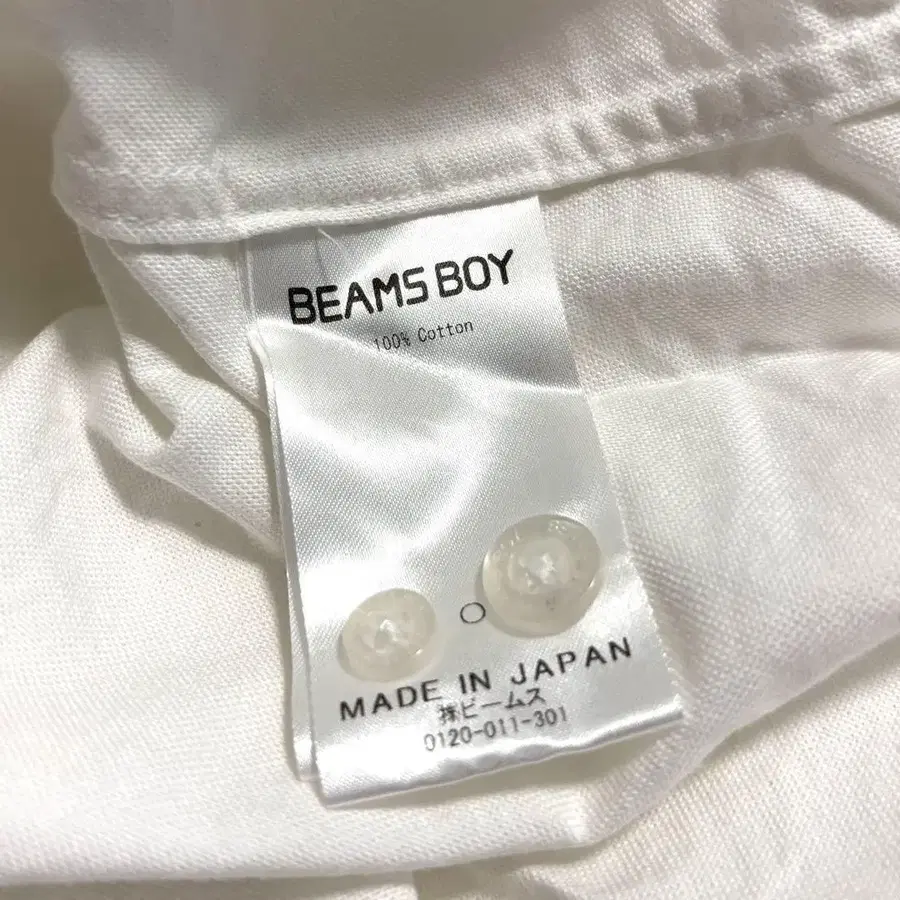 BEAMS BOY
100% Cotton
MADE IN JAPAN
㈱ビームス
0120-011-301